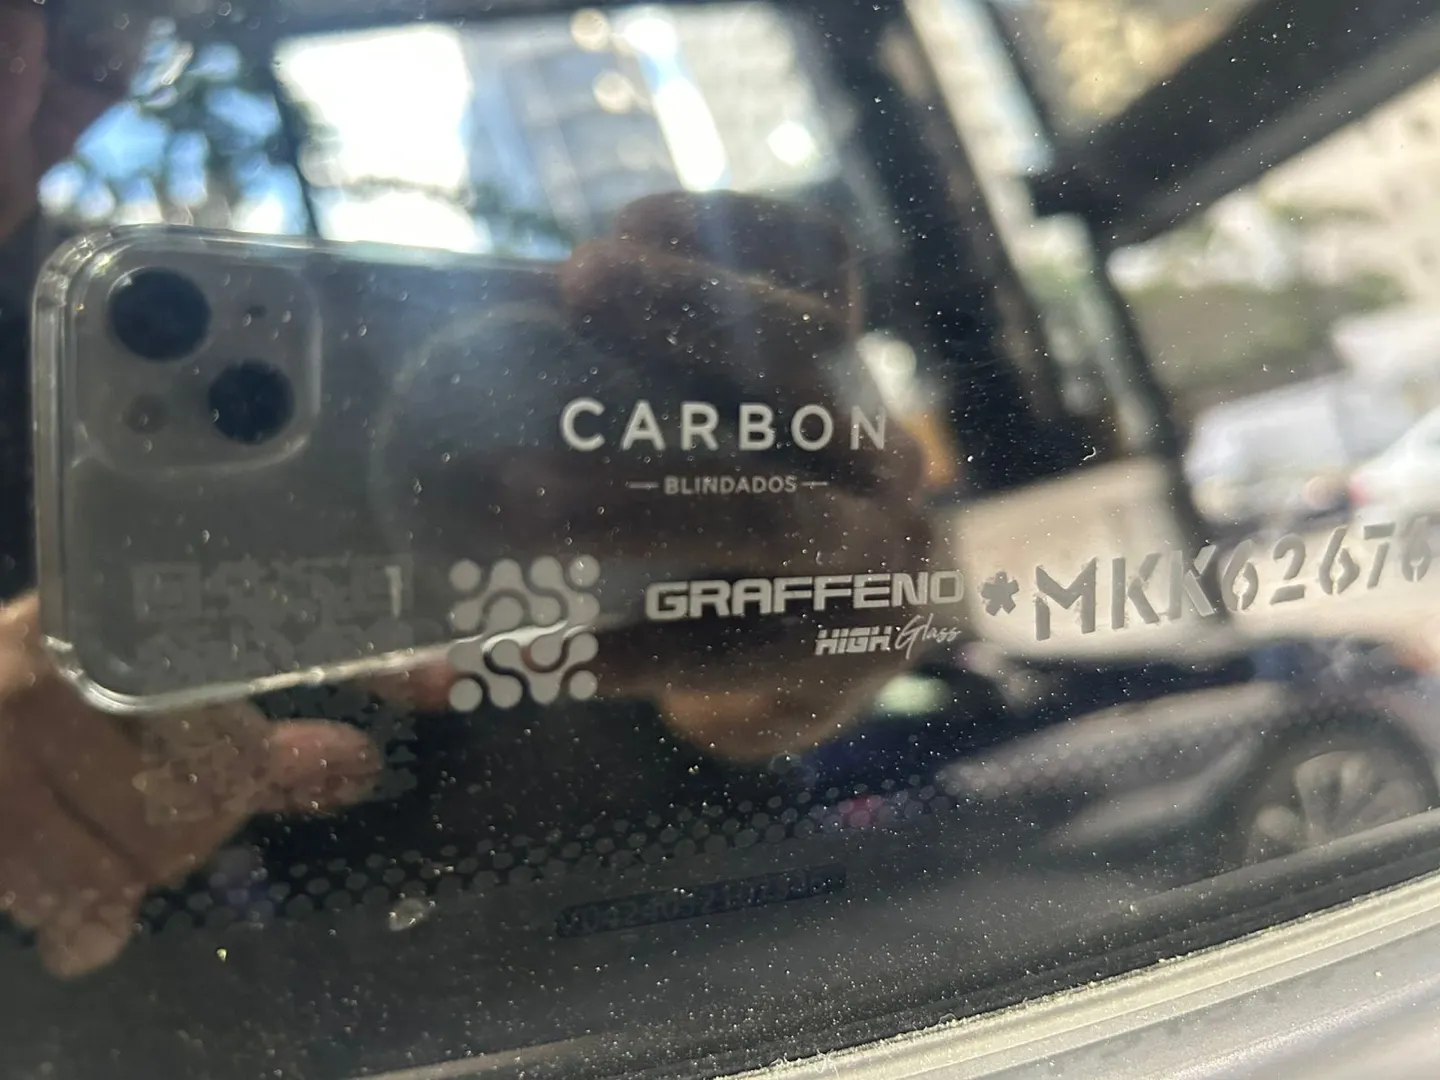 CARBON
BLINDADOS
GRAFFENO *MKK62676
HIGH Glass